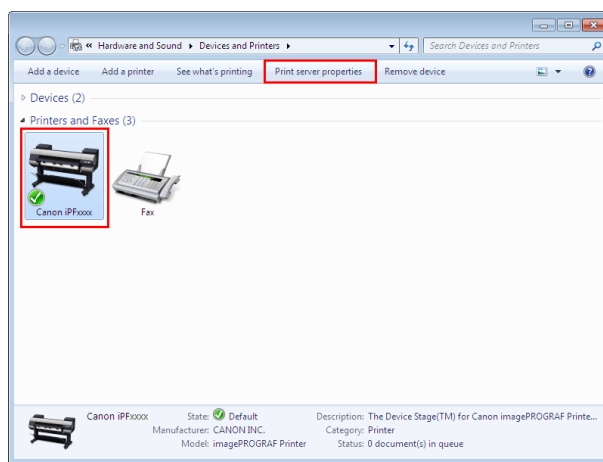 « Hardware and Sound ▸ Devices and Printers ▸ Search Devices and Printers
Add a device Add a printer See what's printing Print server properties Remove device
Devices (2)
Printers and Faxes (3)
Canon iPFxxxx Fax
Canon iPFxxxx State: Default Description: The Device Stage(TM) for Canon imagePROGRAF Printe...
Manufacturer: CANON INC. Category: Printer
Model: imagePROGRAF Printer Status: 0 document(s) in queue